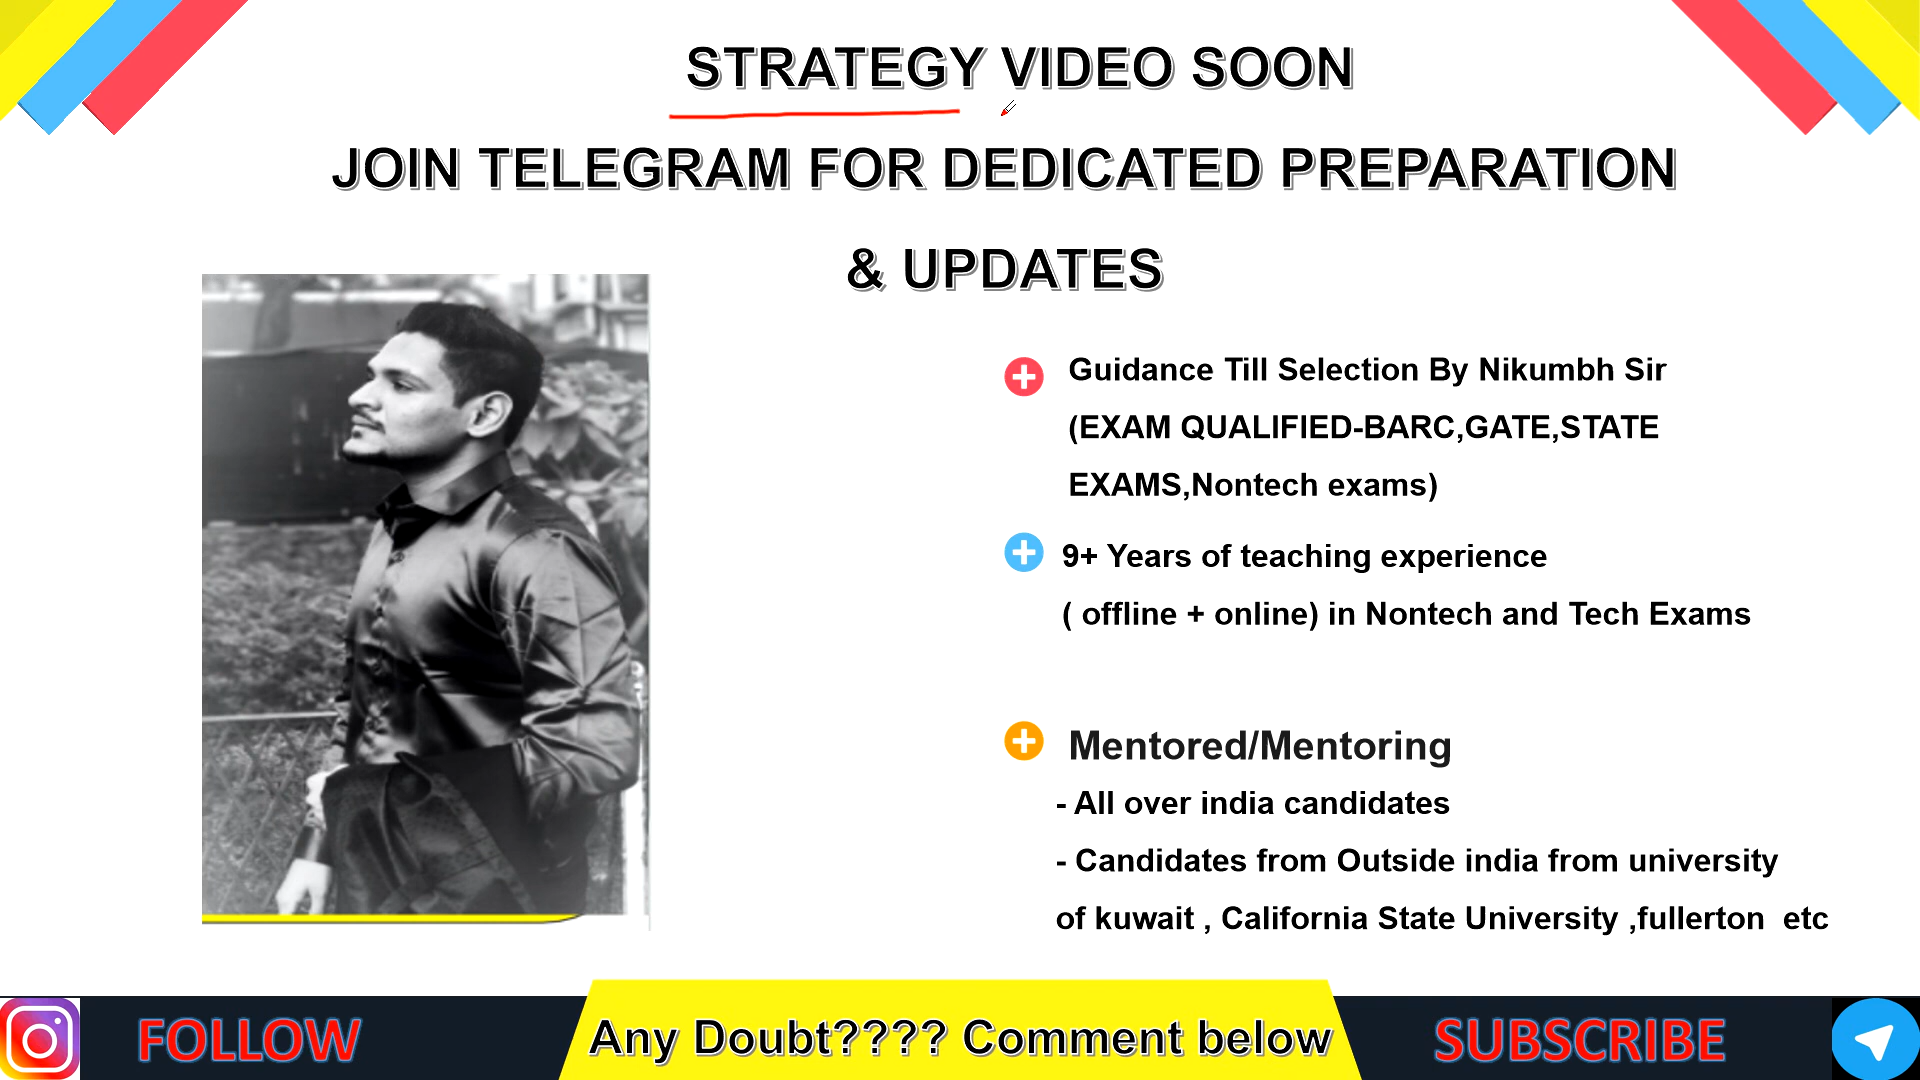 STRATEGY VIDEO SOON
JOIN TELEGRAM FOR DEDICATED PREPARATION
& UPDATES
Guidance Till Selection By Nikumbh Sir
(EXAM QUALIFIED-BARC,GATE,STATE
EXAMS,Nontech exams)
9+ Years of teaching experience
( offline + online) in Nontech and Tech Exams
Mentored/Mentoring
- All over india candidates
- Candidates from Outside india from university
of kuwait , California State University ,fullerton etc
FOLLOW
Any Doubt???? Comment below
SUBSCRIBE